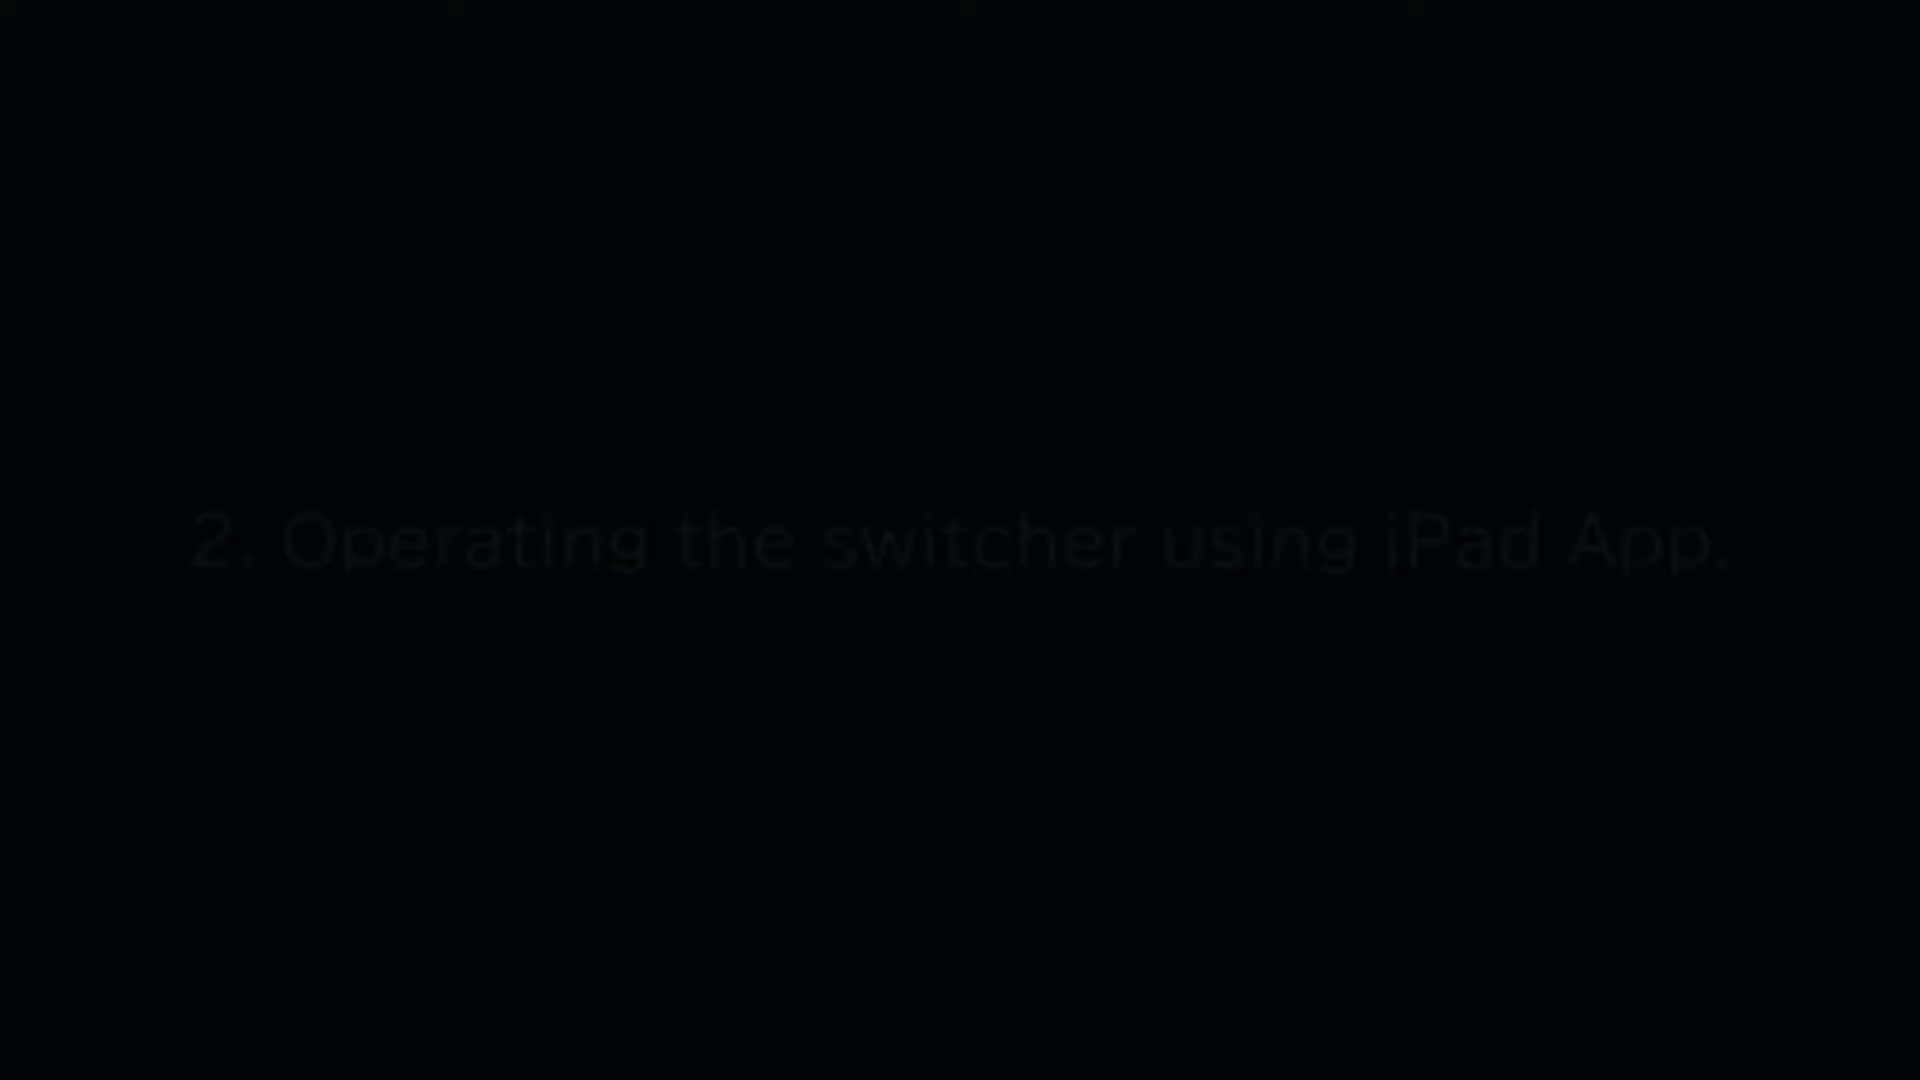 2. Operating the switcher using iPad App.